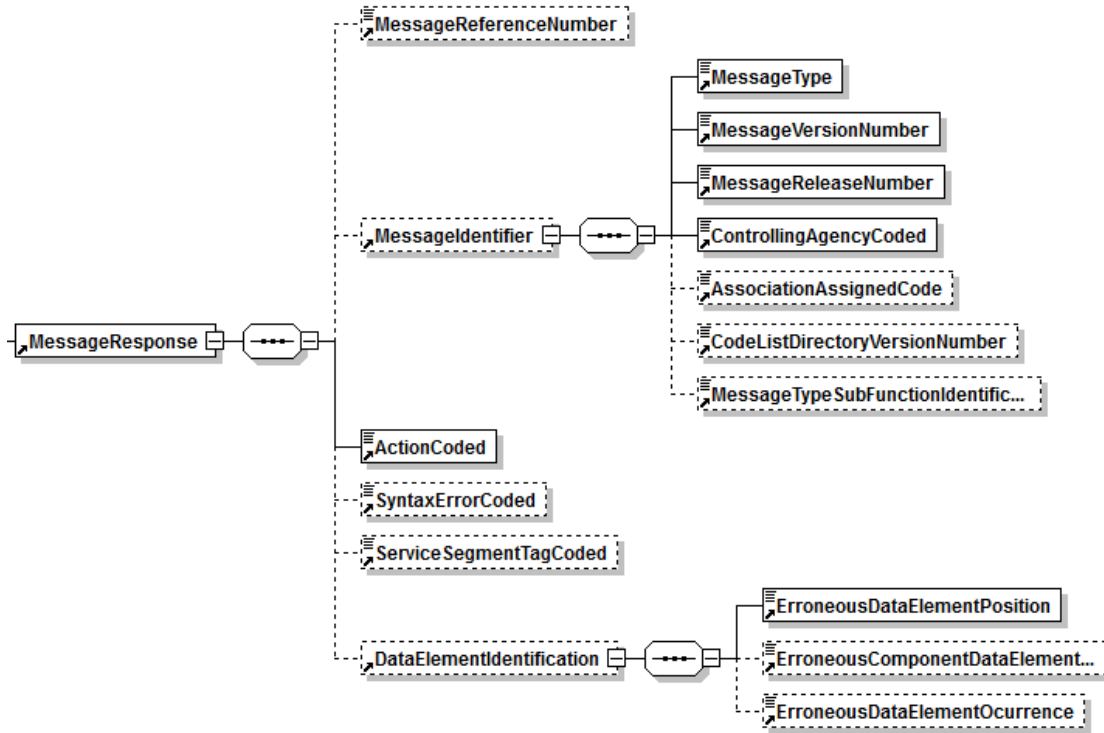 MessageReferenceNumber
MessageType
MessageVersionNumber
MessageReleaseNumber
MessageIdentifier
ControllingAgencyCoded
AssociationAssignedCode
MessageResponse
CodeListDirectoryVersionNumber
MessageTypeSubFunctionIdentific...
ActionCoded
SyntaxErrorCoded
ServiceSegmentTagCoded
ErroneousDataElementPosition
DataElementIdentification
ErroneousComponentDataElement...
ErroneousDataElementOcurrence